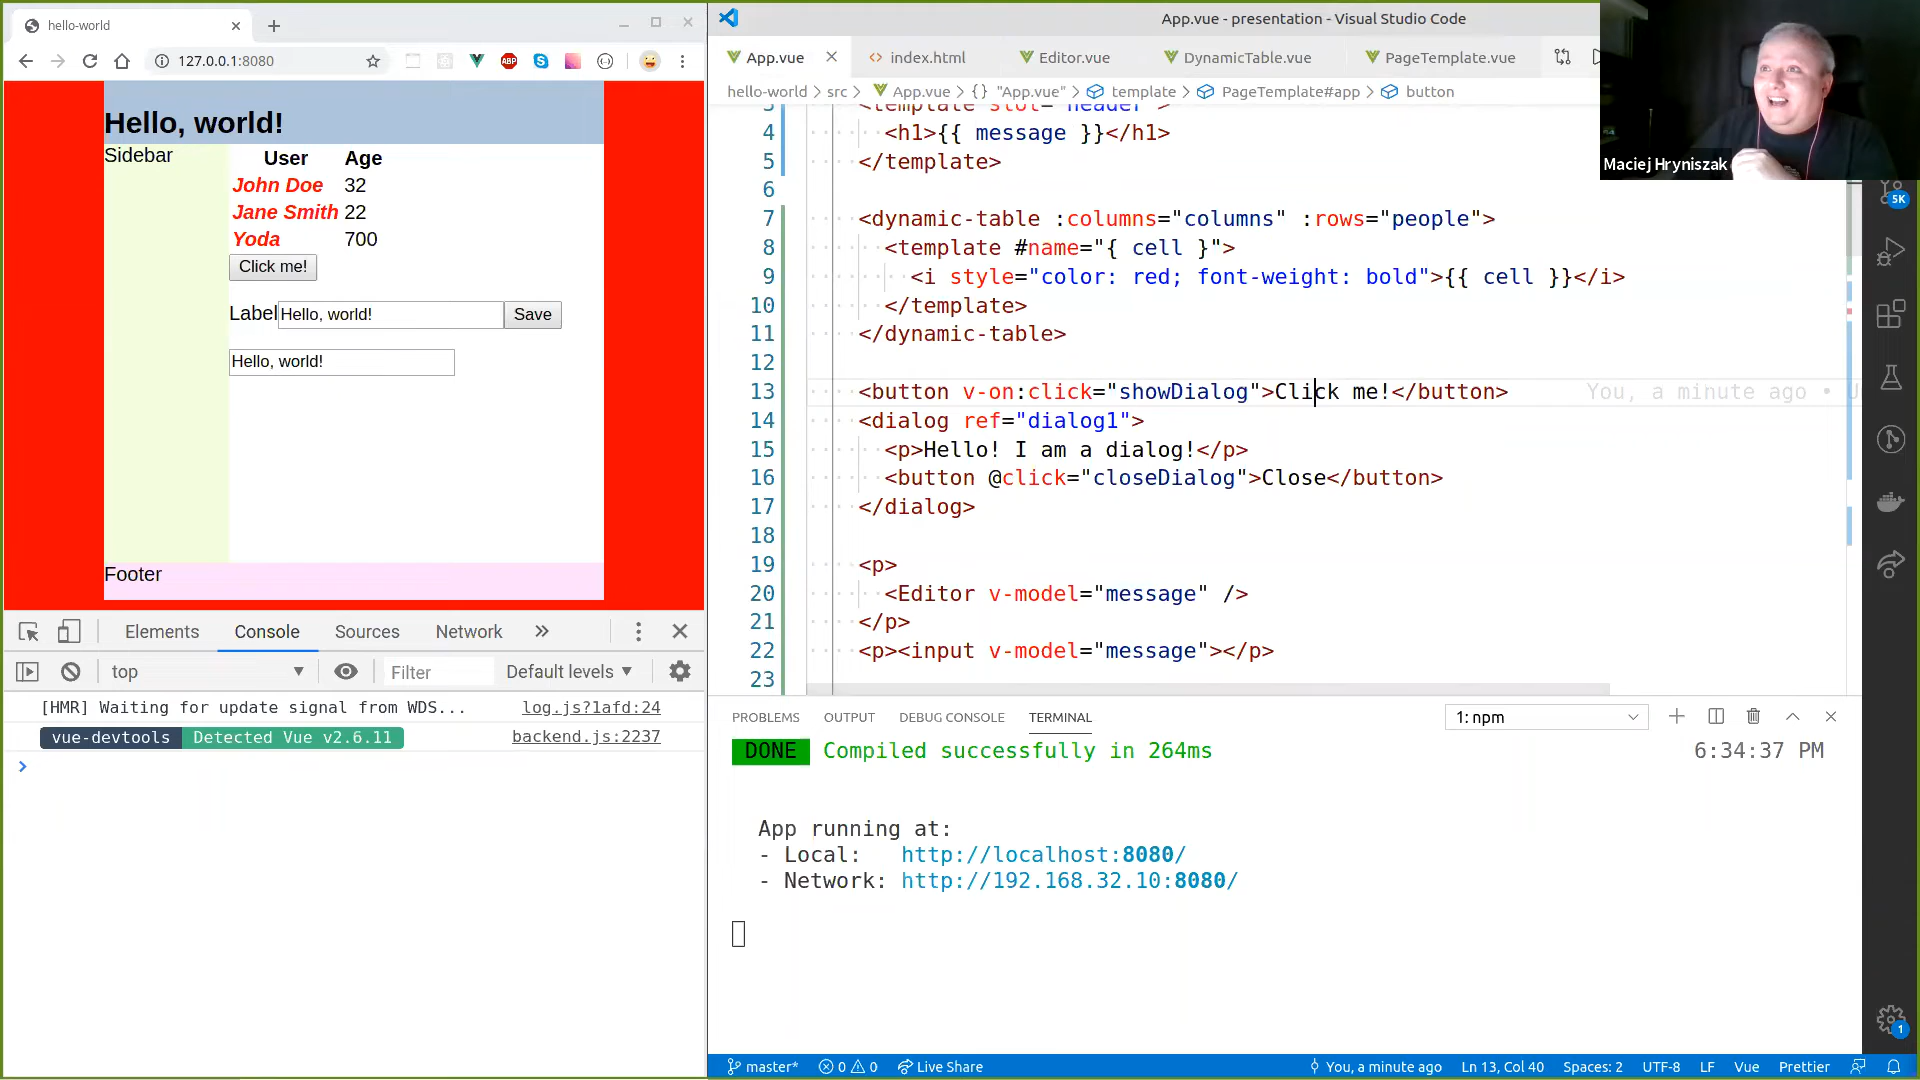 hello-world
127.0.0.1:8080
ABP
Hello, world!
Sidebar
User Age
John Doe 32
Jane Smith 22
Yoda 700
Click me!
Label Hello, world! Save
Hello, world!
Footer
Elements Console Sources Network »
top Filter Default levels
[HMR] Waiting for update signal from WDS... log.js?1afd:24
vue-devtools Detected Vue v2.6.11 backend.js:2237
>
App.vue - presentation - Visual Studio Code
App.vue index.html Editor.vue DynamicTable.vue PageTemplate.vue
hello-world > src > App.vue > {} "App.vue" > template > PageTemplate#app > button
3 <template slot="header">
4 <h1>{{ message }}</h1>
5 </template>
6
7 <dynamic-table :columns="columns" :rows="people">
8 <template #name="{ cell }">
9 <i style="color: red; font-weight: bold">{{ cell }}</i>
10 </template>
11 </dynamic-table>
12
13 <button v-on:click="showDialog">Click me!</button> You, a minute ago • U
14 <dialog ref="dialog1">
15 <p>Hello! I am a dialog!</p>
16 <button @click="closeDialog">Close</button>
17 </dialog>
18
19 <p>
20 <Editor v-model="message" />
21 </p>
22 <p><input v-model="message"></p>
23
PROBLEMS OUTPUT DEBUG CONSOLE TERMINAL 1: npm
DONE Compiled successfully in 264ms 6:34:37 PM
App running at:
- Local: http://localhost:8080/
- Network: http://192.168.32.10:8080/
master* 0 0 Live Share You, a minute ago Ln 13, Col 40 Spaces: 2 UTF-8 LF Vue Prettier
Maciej Hryniszak
5K
1